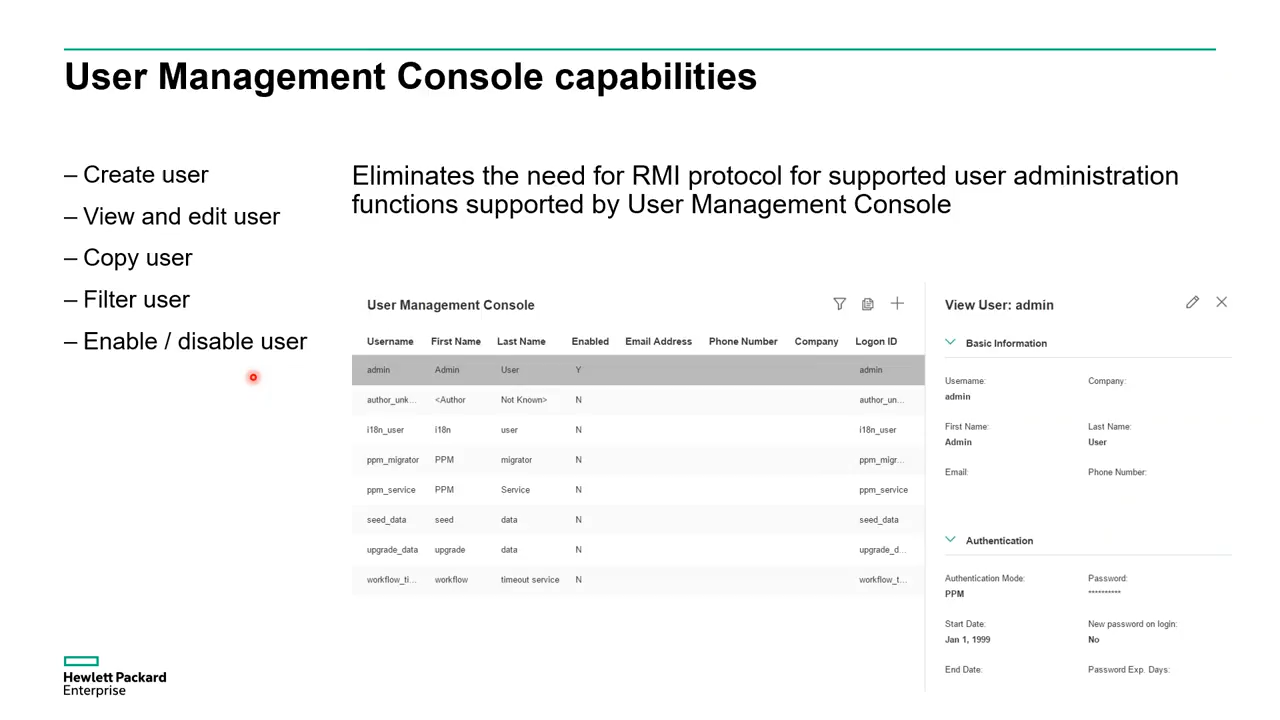 User Management Console capabilities
– Create user
– View and edit user
– Copy user
– Filter user
– Enable / disable user
Eliminates the need for RMI protocol for supported user administration
functions supported by User Management Console
User Management Console
Username First Name Last Name Enabled Email Address Phone Number Company Logon ID
admin Admin User Y admin
author_unk... <Author Not Known> N author_un...
i18n_user i18n user N i18n_user
ppm_migrator PPM migrator N ppm_migr...
ppm_service PPM Service N ppm_service
seed_data seed data N seed_data
upgrade_data upgrade data N upgrade_d...
workflow_ti... workflow timeout service N workflow_t...
View User: admin
Basic Information
Username: Company:
admin
First Name: Last Name:
Admin User
Email: Phone Number:
Authentication
Authentication Mode: Password:
PPM **********
Start Date: New password on login:
Jan 1, 1999 No
End Date: Password Exp. Days:
Hewlett Packard
Enterprise